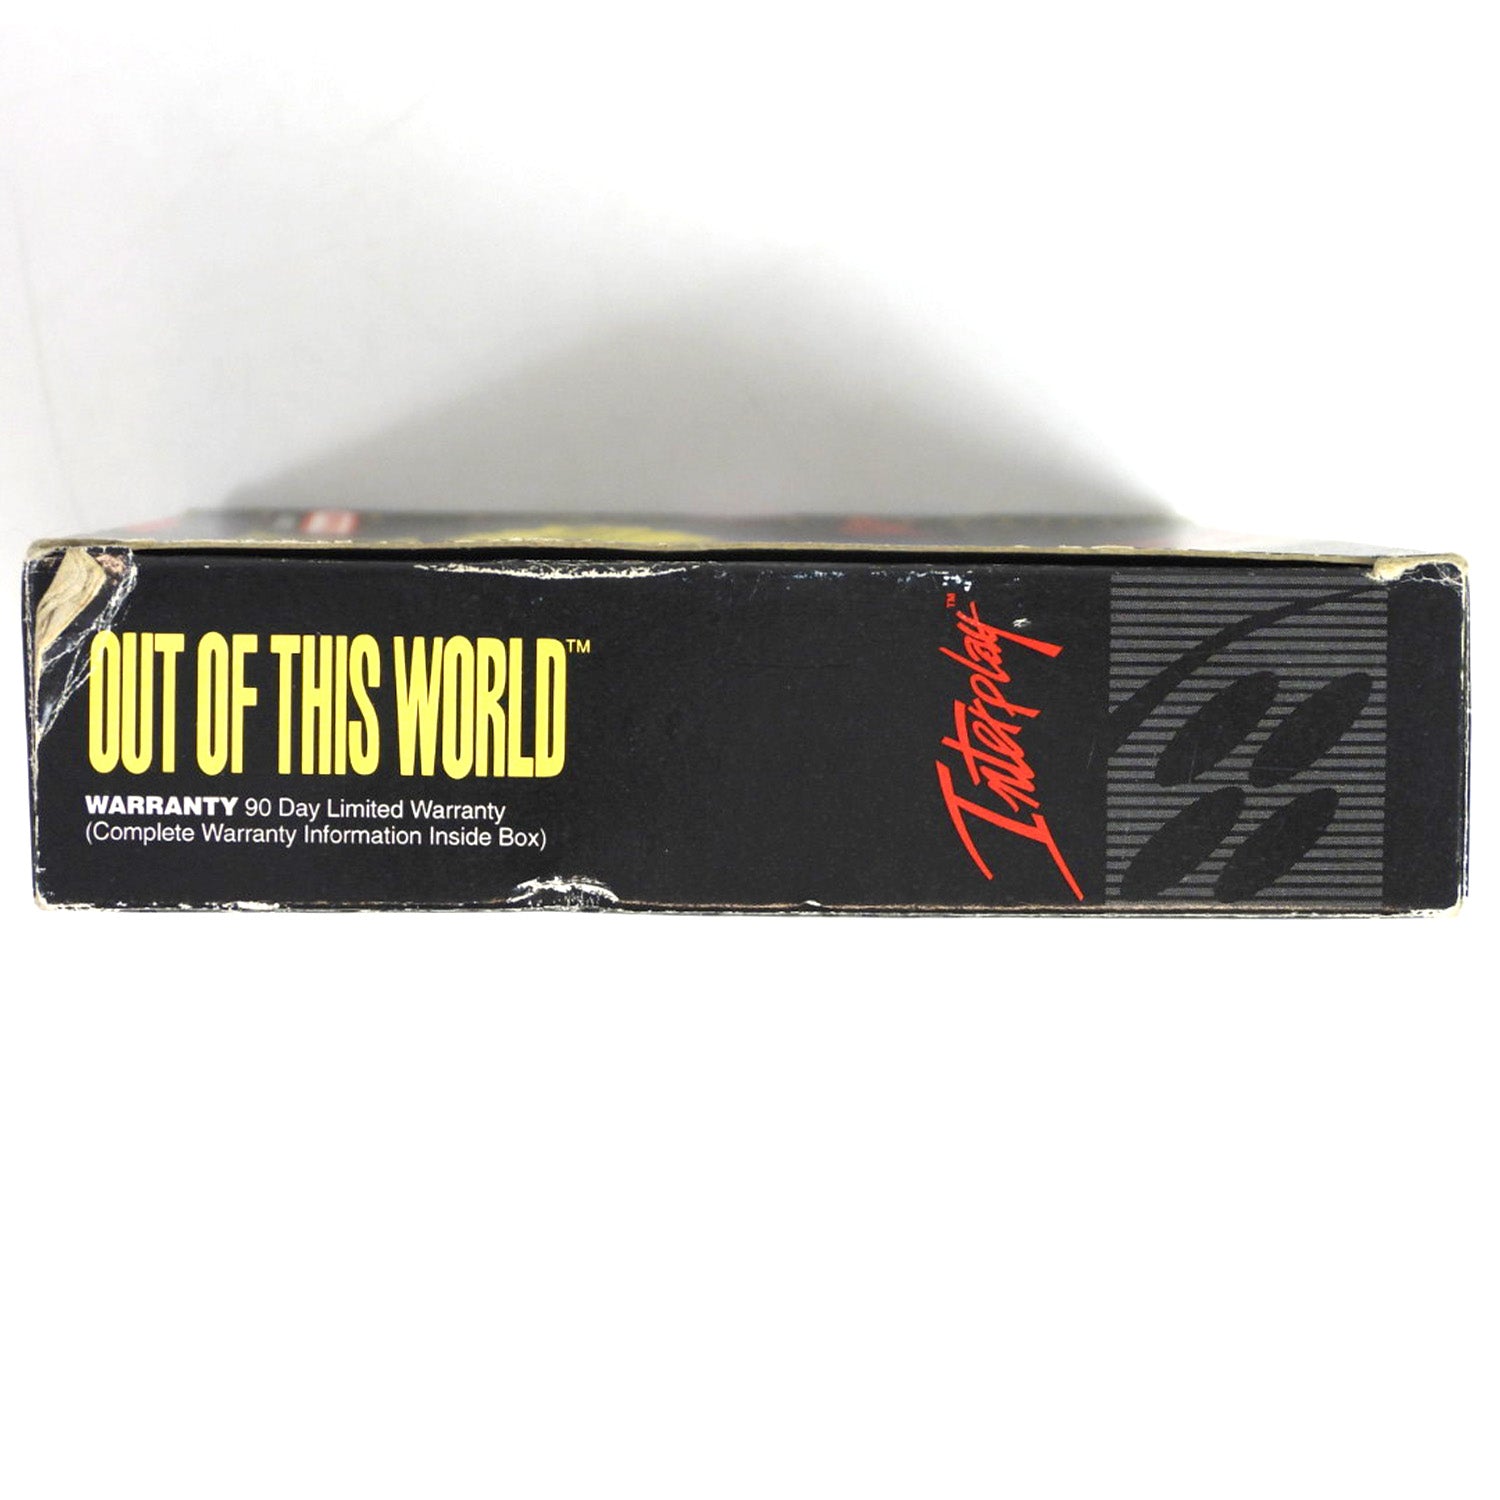 OUT OF THIS WORLD™
WARRANTY 90 Day Limited Warranty
(Complete Warranty Information Inside Box)
Interplay™